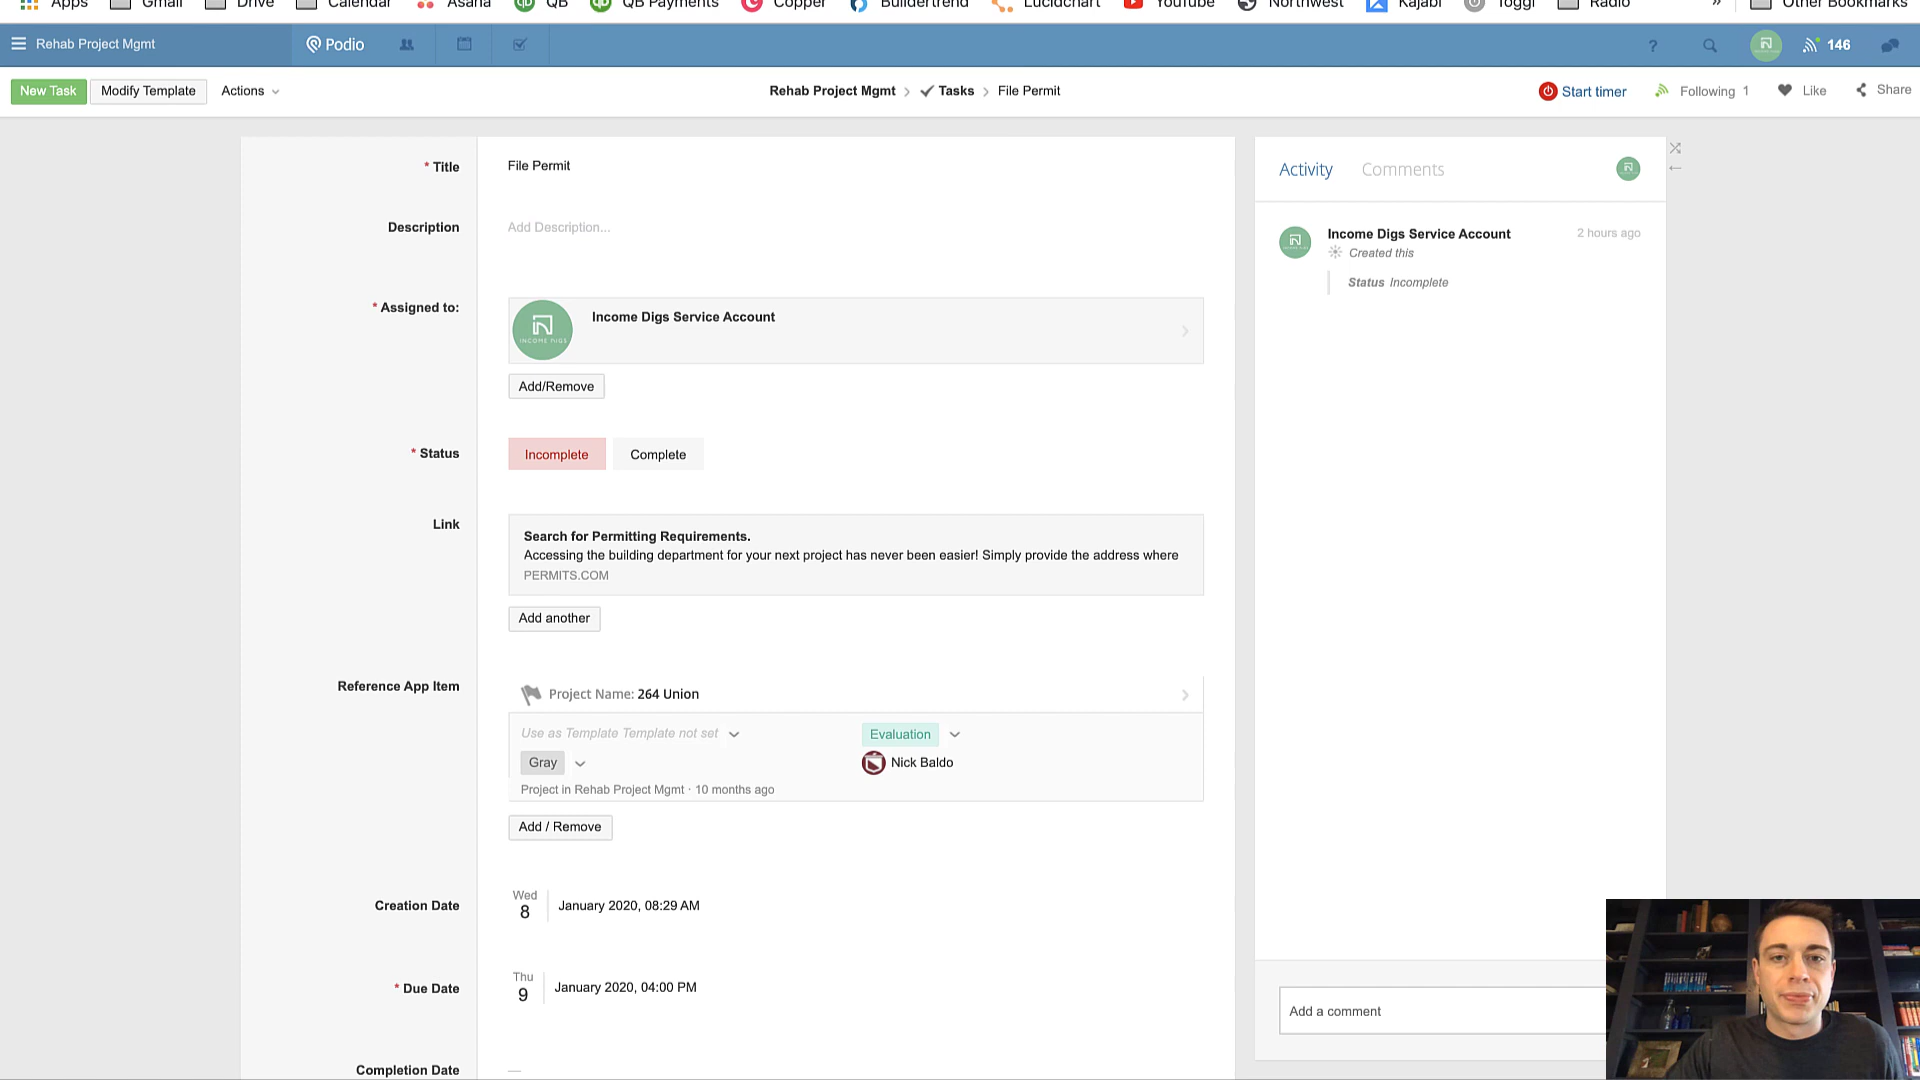 Apps Gmail Drive Calendar Asana QB QB Payments Copper Buildertrend Lucidchart YouTube Northwest Kajabi Toggl Radio » Other Bookmarks
Rehab Project Mgmt Podio ? 146
New Task Modify Template Actions Rehab Project Mgmt Tasks File Permit Start timer Following 1 Like Share
* Title File Permit
Description Add Description...
* Assigned to: Income Digs Service Account
INCOME DIGS
Add/Remove
* Status Incomplete Complete
Link Search for Permitting Requirements.
Accessing the building department for your next project has never been easier! Simply provide the address where
PERMITS.COM
Add another
Reference App Item Project Name: 264 Union
Use as Template Template not set Evaluation
Gray Nick Baldo
Project in Rehab Project Mgmt · 10 months ago
Add / Remove
Creation Date Wed 8 January 2020, 08:29 AM
* Due Date Thu 9 January 2020, 04:00 PM
Completion Date —
Activity Comments
Income Digs Service Account 2 hours ago
Created this
Status Incomplete
Add a comment